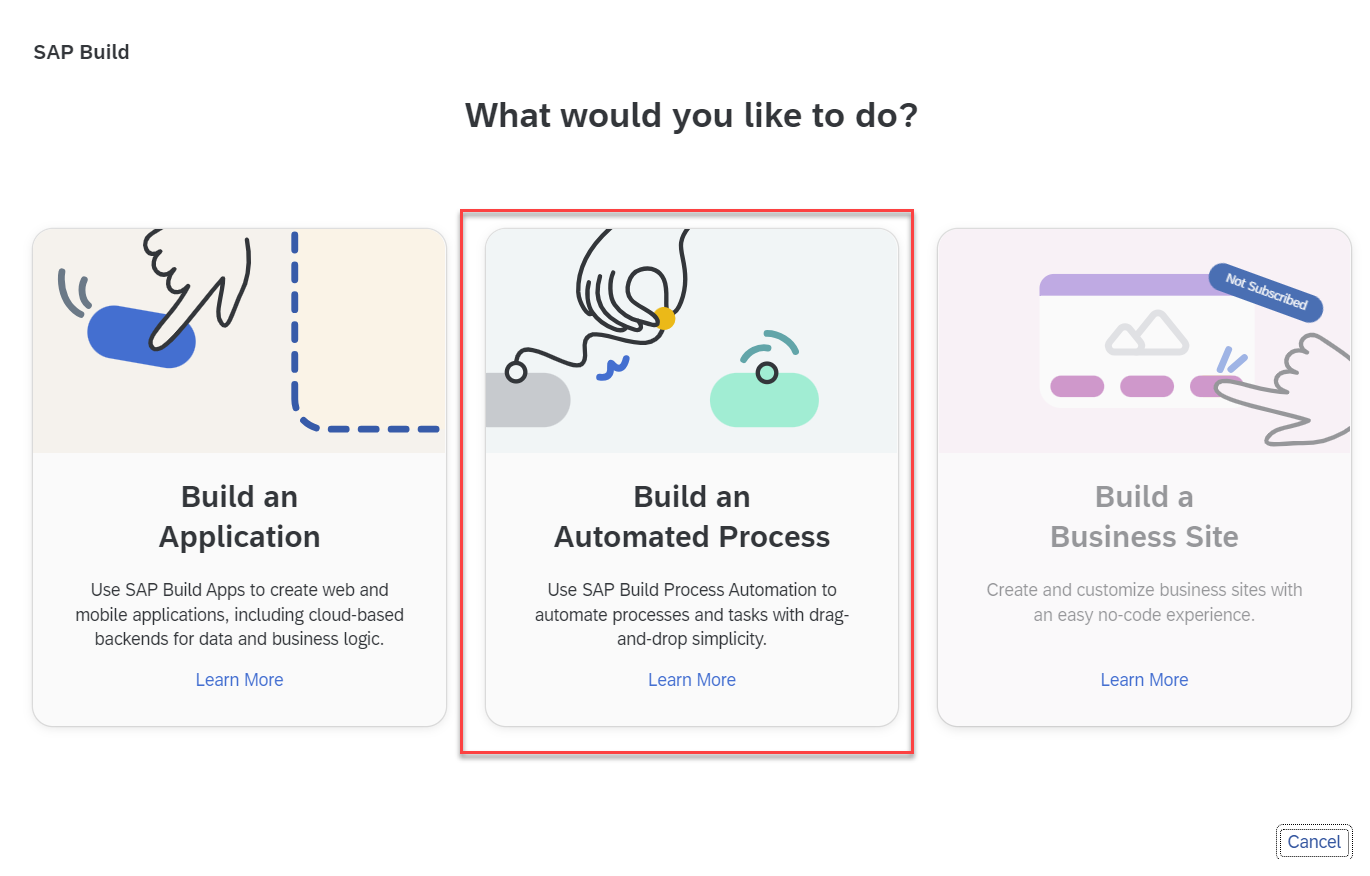 SAP Build
What would you like to do?
Build an
Application
Use SAP Build Apps to create web and
mobile applications, including cloud-based
backends for data and business logic.
Learn More
Build an
Automated Process
Use SAP Build Process Automation to
automate processes and tasks with drag-
and-drop simplicity.
Learn More
Not Subscribed
Build a
Business Site
Create and customize business sites with
an easy no-code experience.
Learn More
Cancel